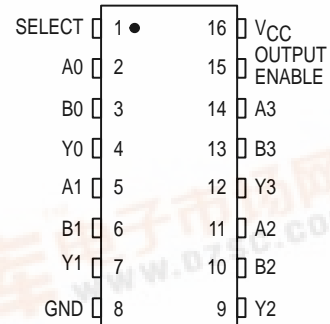 SELECT 1 16 VCC
A0 2 15 OUTPUT ENABLE
B0 3 14 A3
Y0 4 13 B3
A1 5 12 Y3
B1 6 11 A2
Y1 7 10 B2
GND 8 9 Y2